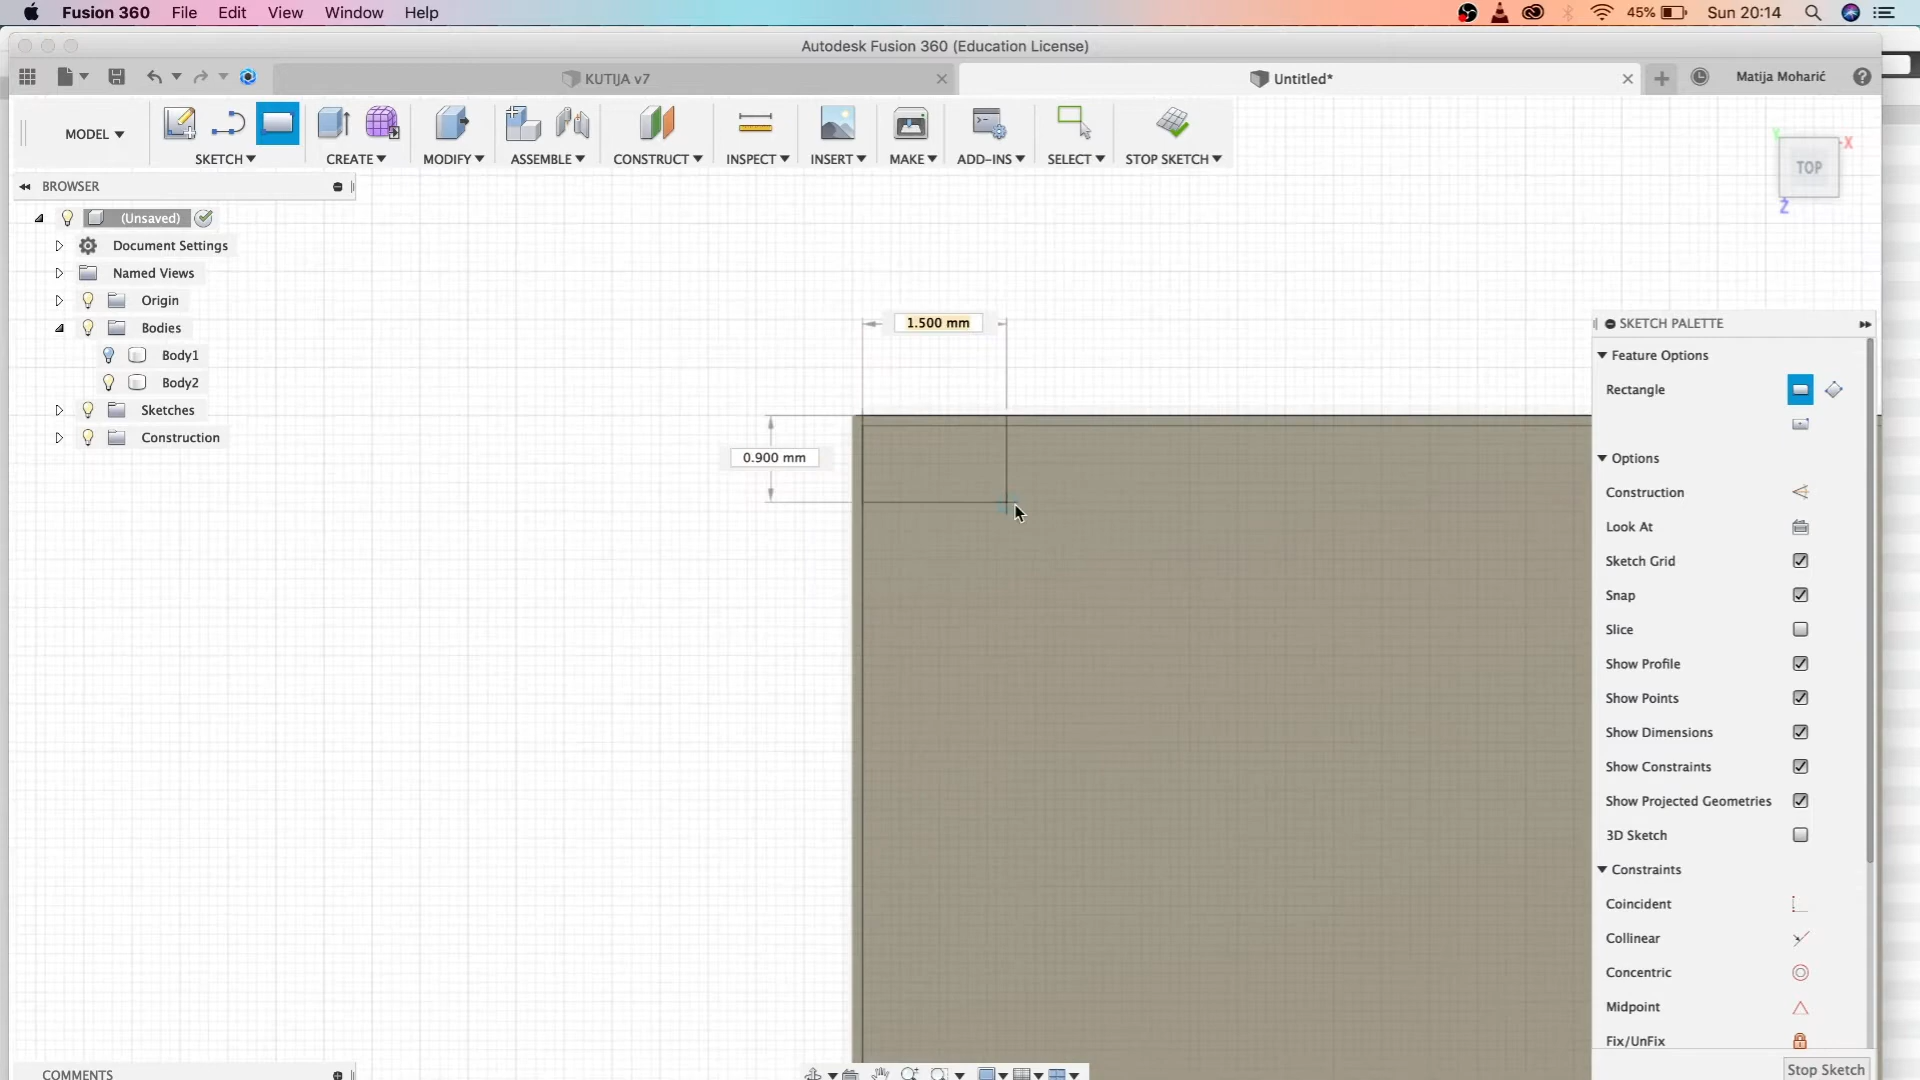 Fusion 360 File Edit View Window Help 45% Sun 20:14
Autodesk Fusion 360 (Education License)
KUTIJA v7 Untitled* Matija Moharić
MODEL
SKETCH CREATE MODIFY ASSEMBLE CONSTRUCT INSPECT INSERT MAKE ADD-INS SELECT STOP SKETCH
Y X
TOP
Z
BROWSER
(Unsaved)
Document Settings
Named Views
Origin
Bodies
Body1
Body2
Sketches
Construction
1.500 mm
0.900 mm
SKETCH PALETTE
Feature Options
Rectangle
Options
Construction
Look At
Sketch Grid
Snap
Slice
Show Profile
Show Points
Show Dimensions
Show Constraints
Show Projected Geometries
3D Sketch
Constraints
Coincident
Collinear
Concentric
Midpoint
Fix/UnFix
Stop Sketch
COMMENTS